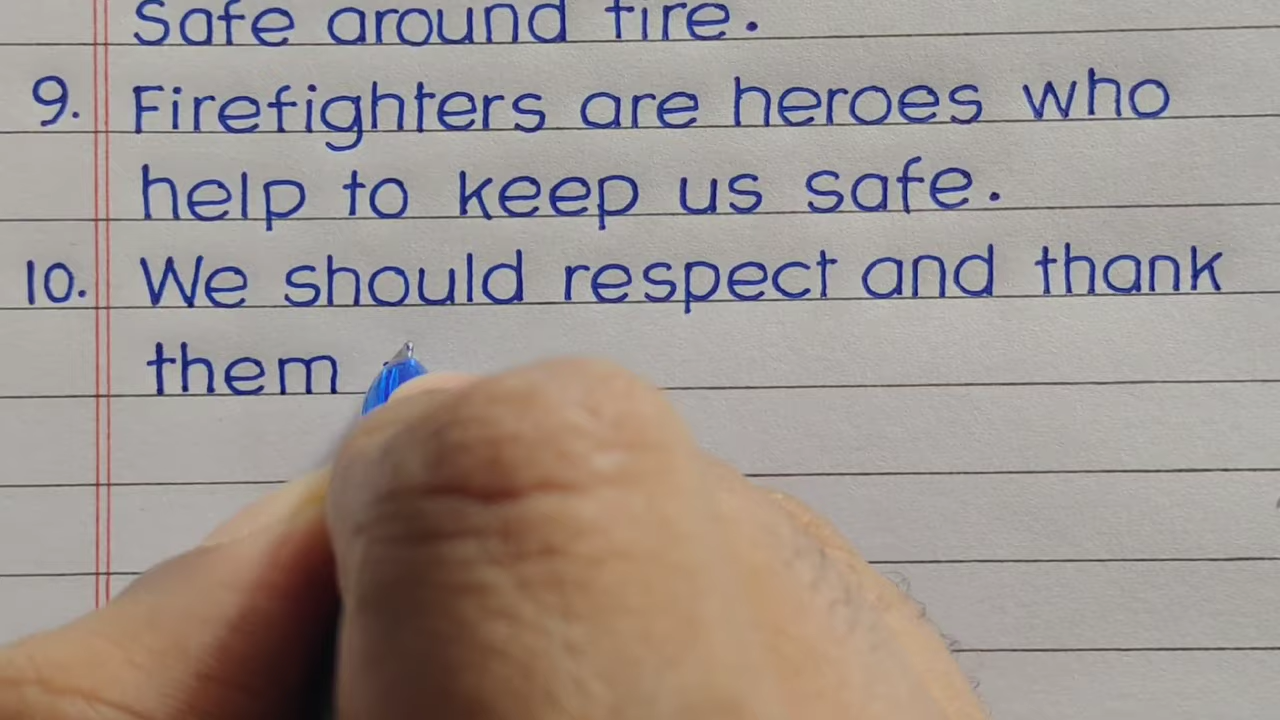 Safe around fire.
9. Firefighters are heroes who
help to keep us safe.
10. We should respect and thank
them